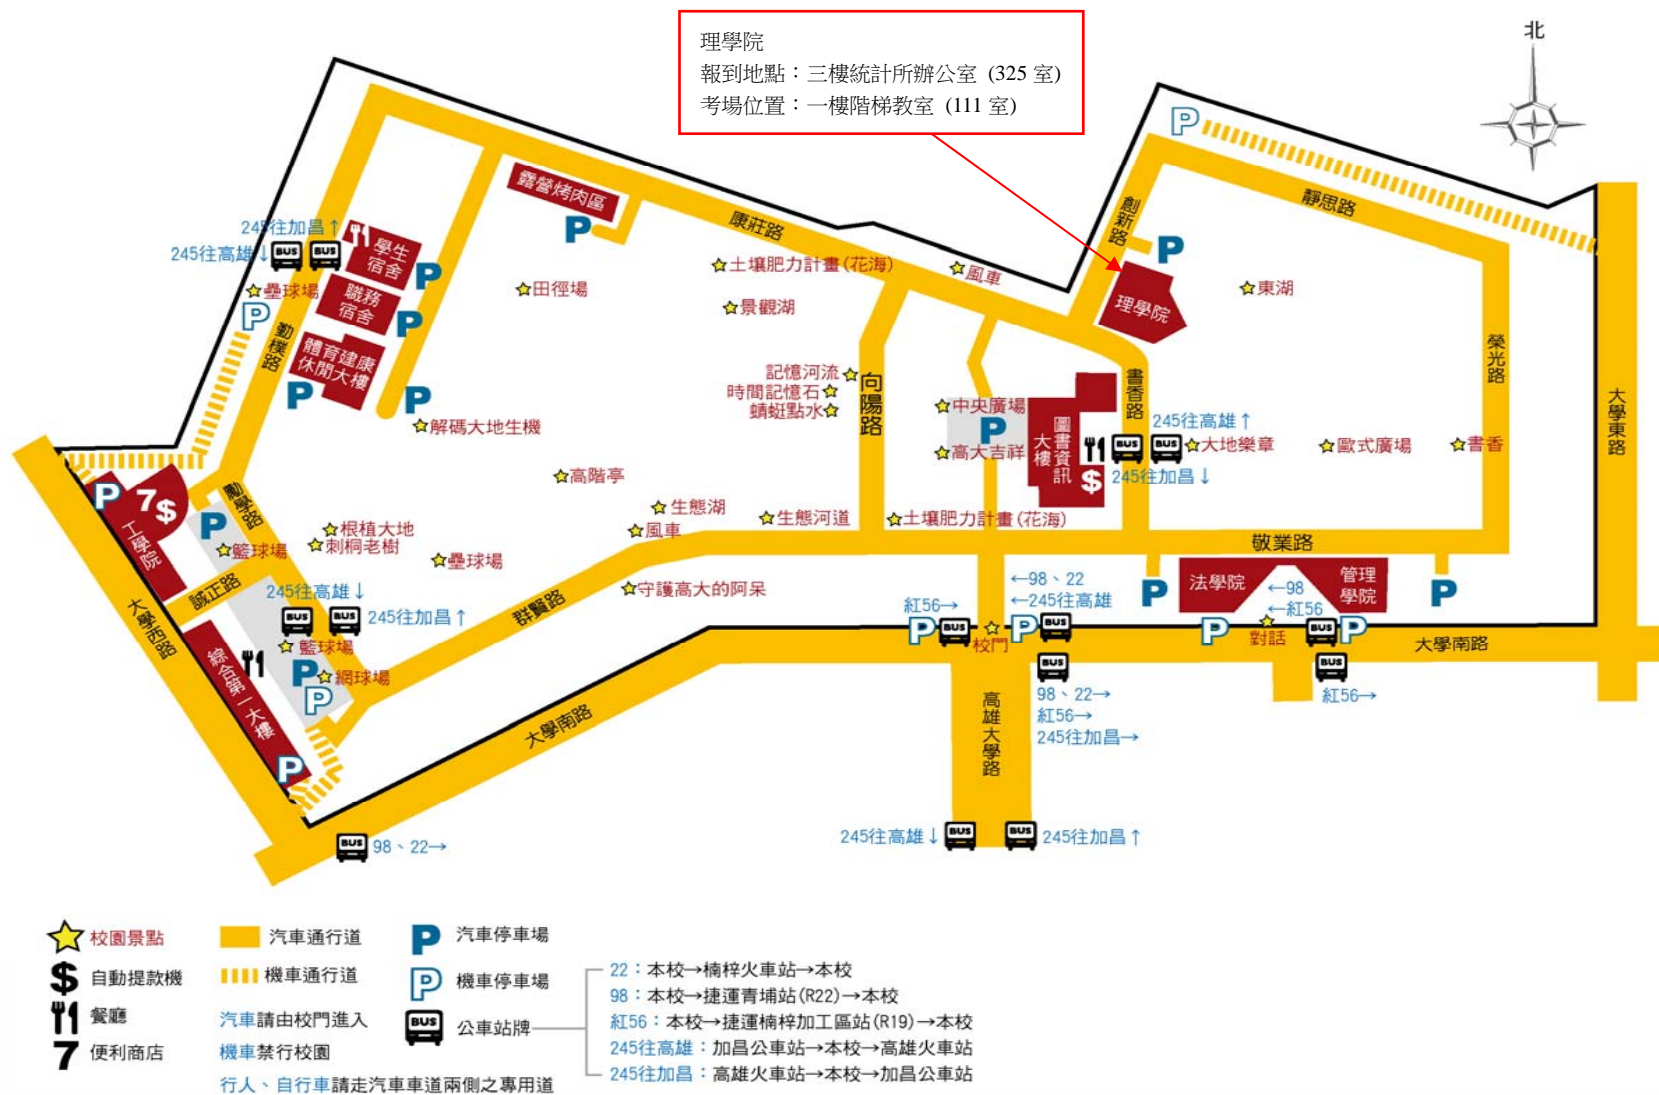 理學院
報到地點：三樓統計所辦公室 (325 室)
考場位置：一樓階梯教室 (111 室)
北
創新路
靜思路
露營烤肉區
康莊路
245往加昌↑
245往高雄↓
BUS
BUS
學生
宿舍
職務
宿舍
體育建康
休閒大樓
壘球場
勤樸路
田徑場
土壤肥力計畫(花海)
景觀湖
風車
理學院
東湖
榮光路
大學東路
記憶河流
時間記憶石
蜻蜓點水
向陽路
中央廣場
高大吉祥
圖書資訊
大樓
書香路
245往高雄↑
BUS
BUS
245往加昌↓
大地樂章
歐式廣場
書香
解碼大地生機
高階亭
生態湖
風車
生態河道
土壤肥力計畫(花海)
敬業路
勵學路
工學院
根植大地
刺桐老樹
籃球場
壘球場
誠正路
大學西路
245往高雄↓
BUS
BUS
245往加昌↑
籃球場
網球場
綜合第一大樓
群賢路
守護高大的阿呆
法學院
管理
學院
←98、22
←245往高雄
紅56→
BUS
校門
BUS
←98
←紅56
對話
BUS
大學南路
BUS
98、22→
紅56→
245往加昌→
BUS
紅56→
大學南路
高雄大學路
245往高雄↓
BUS
BUS
245往加昌↑
BUS
98、22→
校園景點
自動提款機
餐廳
7 便利商店
汽車通行道
機車通行道
汽車請由校門進入
機車禁行校園
行人、自行車請走汽車車道兩側之專用道
P 汽車停車場
P 機車停車場
BUS 公車站牌
22：本校→楠梓火車站→本校
98：本校→捷運青埔站(R22)→本校
紅56：本校→捷運楠梓加工區站(R19)→本校
245往高雄：加昌公車站→本校→高雄火車站
245往加昌：高雄火車站→本校→加昌公車站